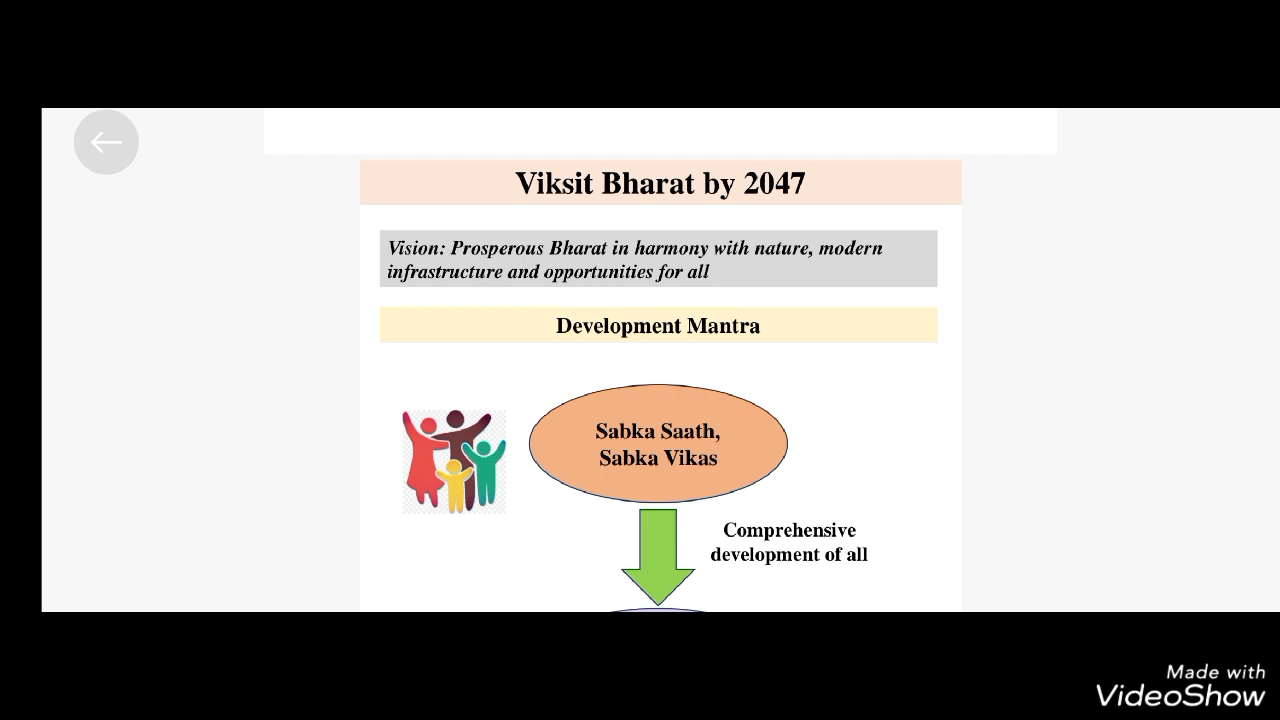 Viksit Bharat by 2047
Vision: Prosperous Bharat in harmony with nature, modern
infrastructure and opportunities for all
Development Mantra
Sabka Saath,
Sabka Vikas
Comprehensive
development of all
Made with
VideoShow